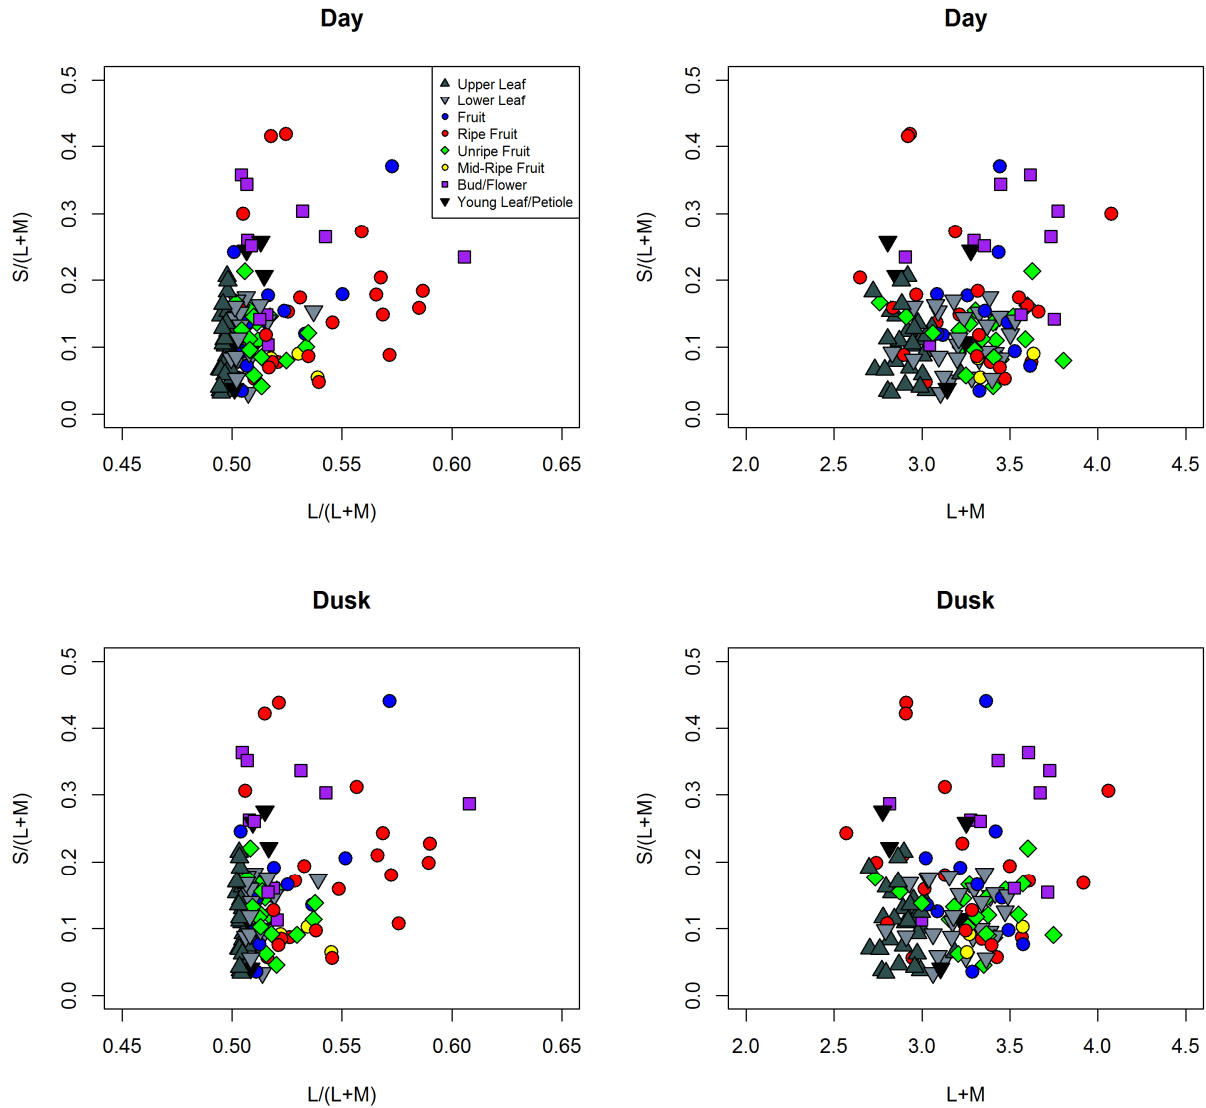 Day
S/(L+M)
0.5
0.4
0.3
0.2
0.1
0.0
Upper Leaf
Lower Leaf
Fruit
Ripe Fruit
Unripe Fruit
Mid-Ripe Fruit
Bud/Flower
Young Leaf/Petiole
0.45 0.50 0.55 0.60 0.65
L/(L+M)
Day
S/(L+M)
0.5
0.4
0.3
0.2
0.1
0.0
2.0 2.5 3.0 3.5 4.0 4.5
L+M
Dusk
S/(L+M)
0.5
0.4
0.3
0.2
0.1
0.0
0.45 0.50 0.55 0.60 0.65
L/(L+M)
Dusk
S/(L+M)
0.5
0.4
0.3
0.2
0.1
0.0
2.0 2.5 3.0 3.5 4.0 4.5
L+M